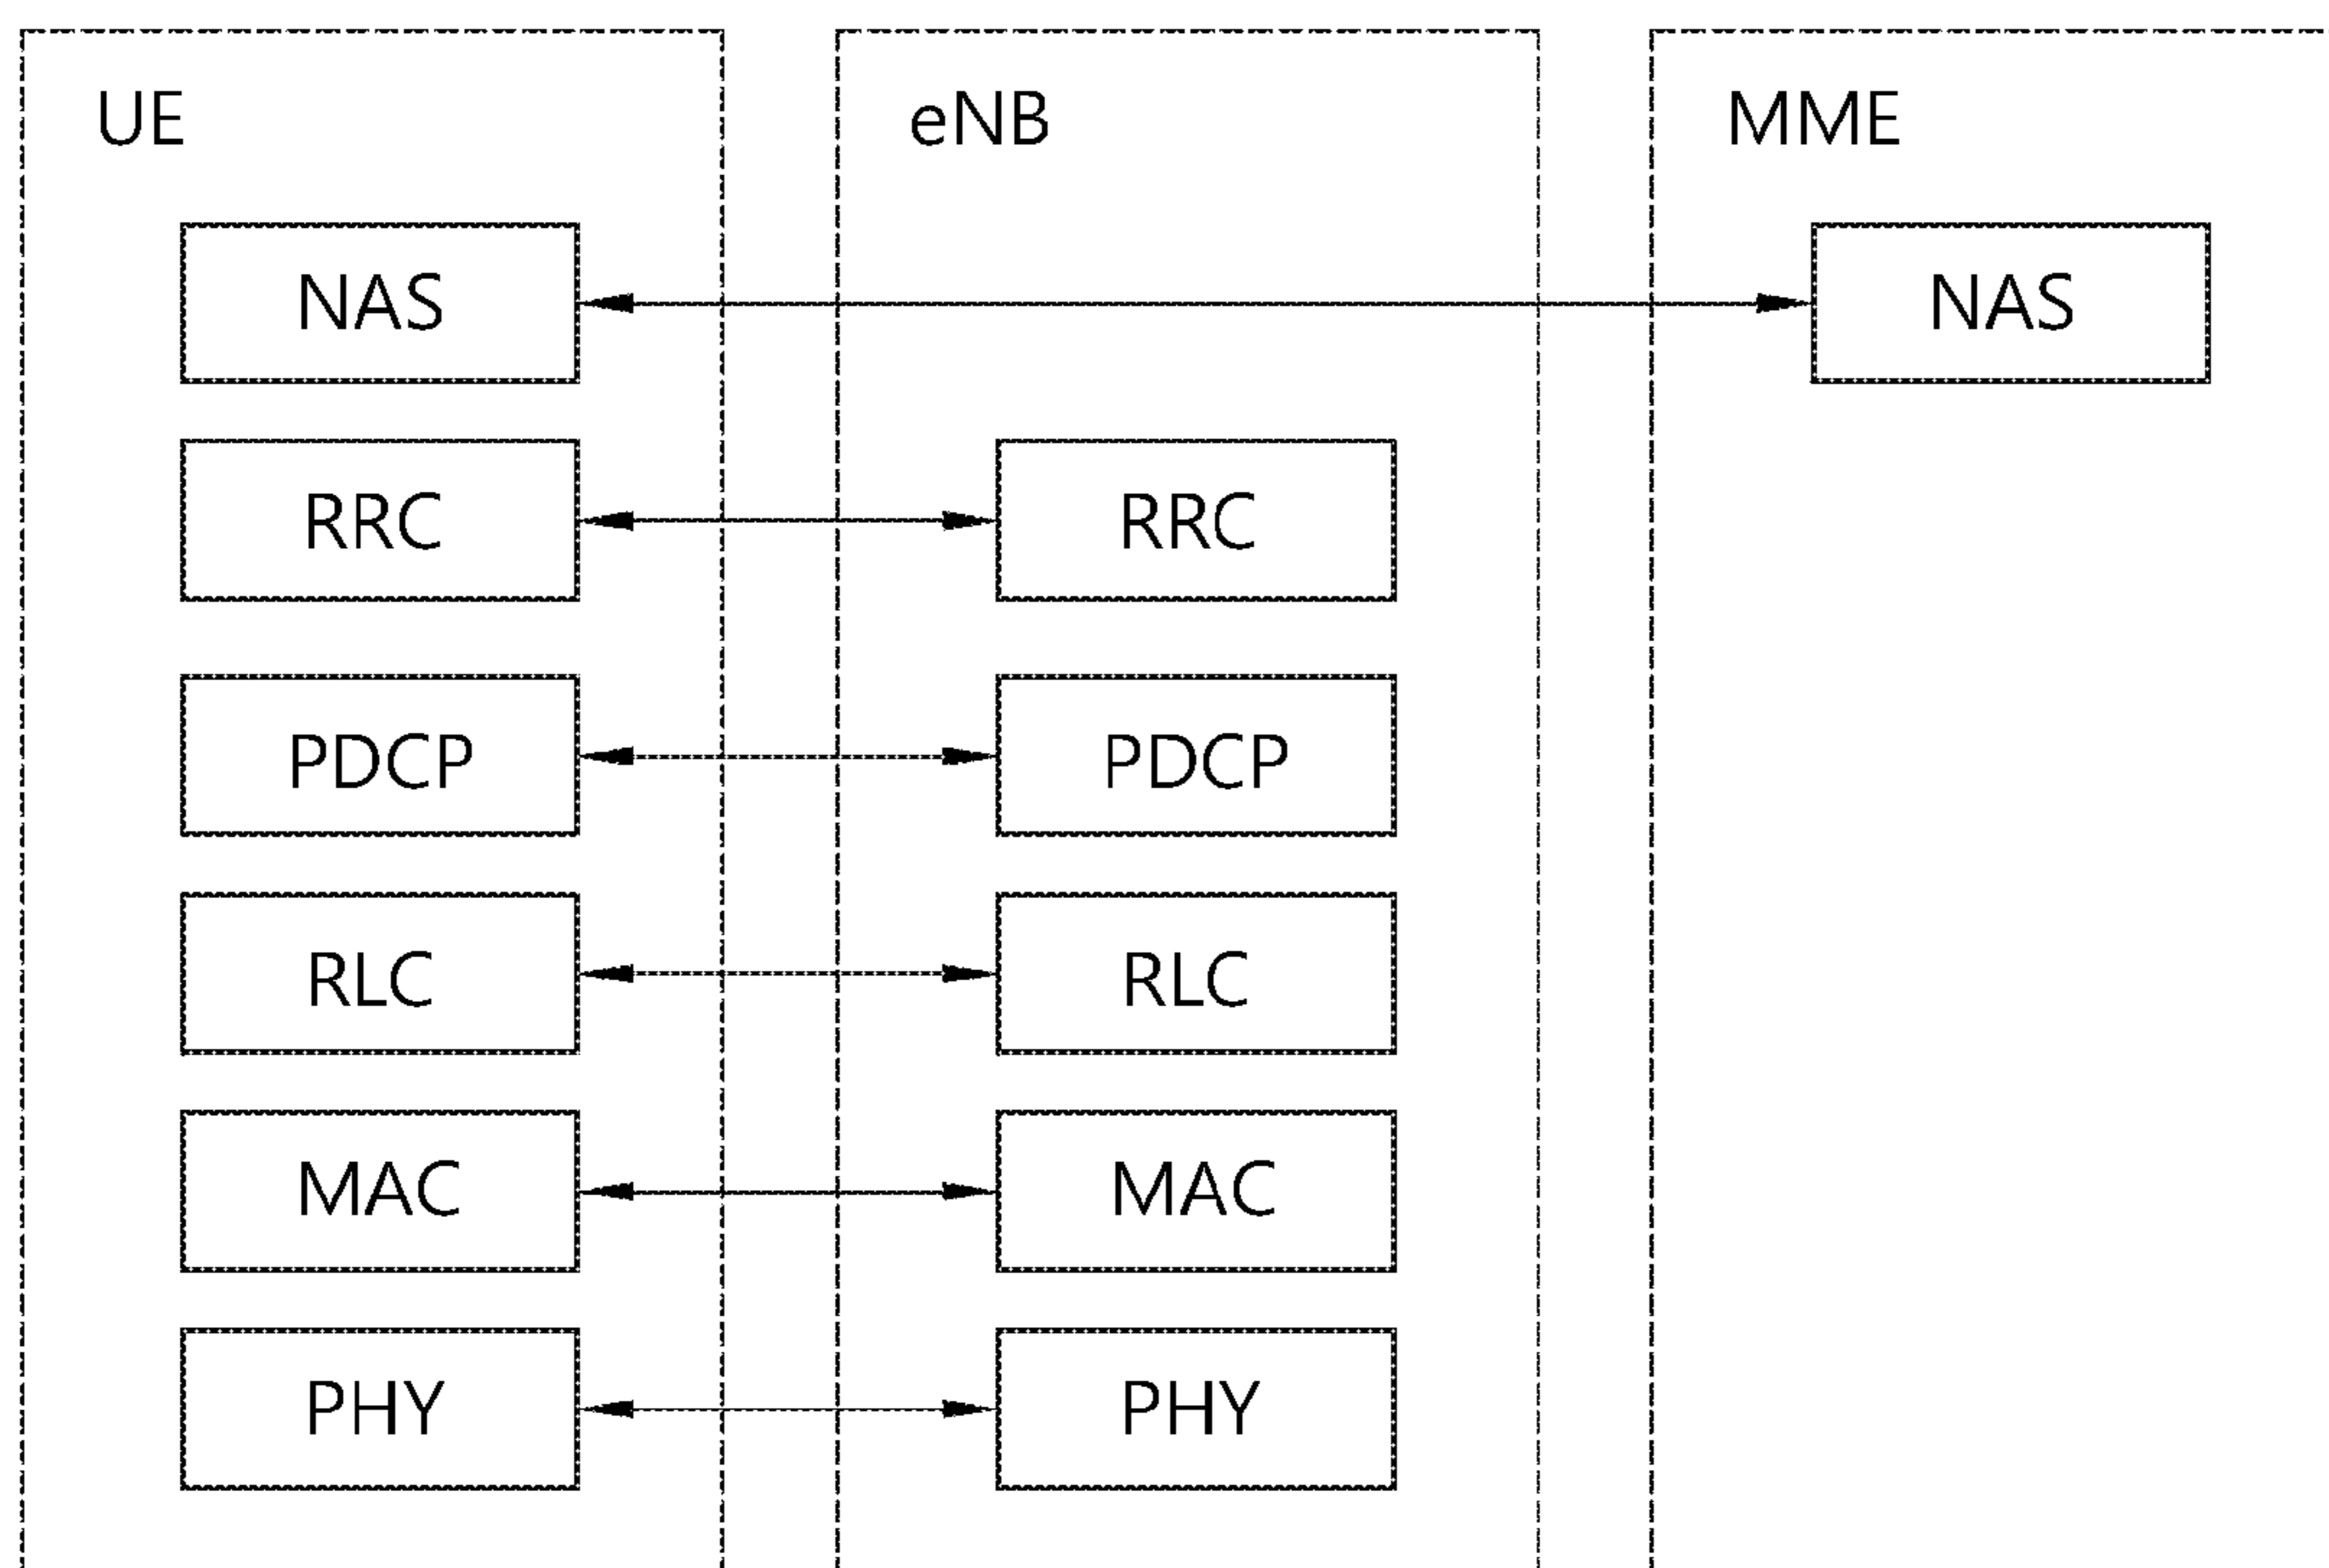 UE
eNB
MME
NAS
NAS
RRC
RRC
PDCP
PDCP
RLC
RLC
MAC
MAC
PHY
PHY